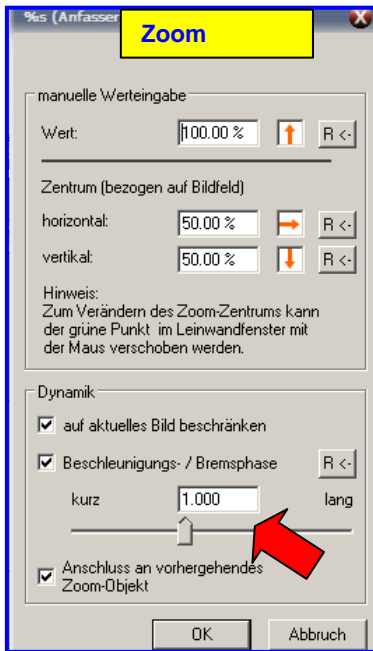 %s (Anfasser
Zoom
manuelle Werteingabe
Wert: 100.00 % R <-
Zentrum (bezogen auf Bildfeld)
horizontal: 50.00 % R <-
vertikal: 50.00 % R <-
Hinweis:
Zum Verändern des Zoom-Zentrums kann
der grüne Punkt im Leinwandfenster mit
der Maus verschoben werden.
Dynamik
auf aktuelles Bild beschränken
Beschleunigungs- / Bremsphase R <-
kurz 1.000 lang
Anschluss an vorhergehendes
Zoom-Objekt
OK Abbruch